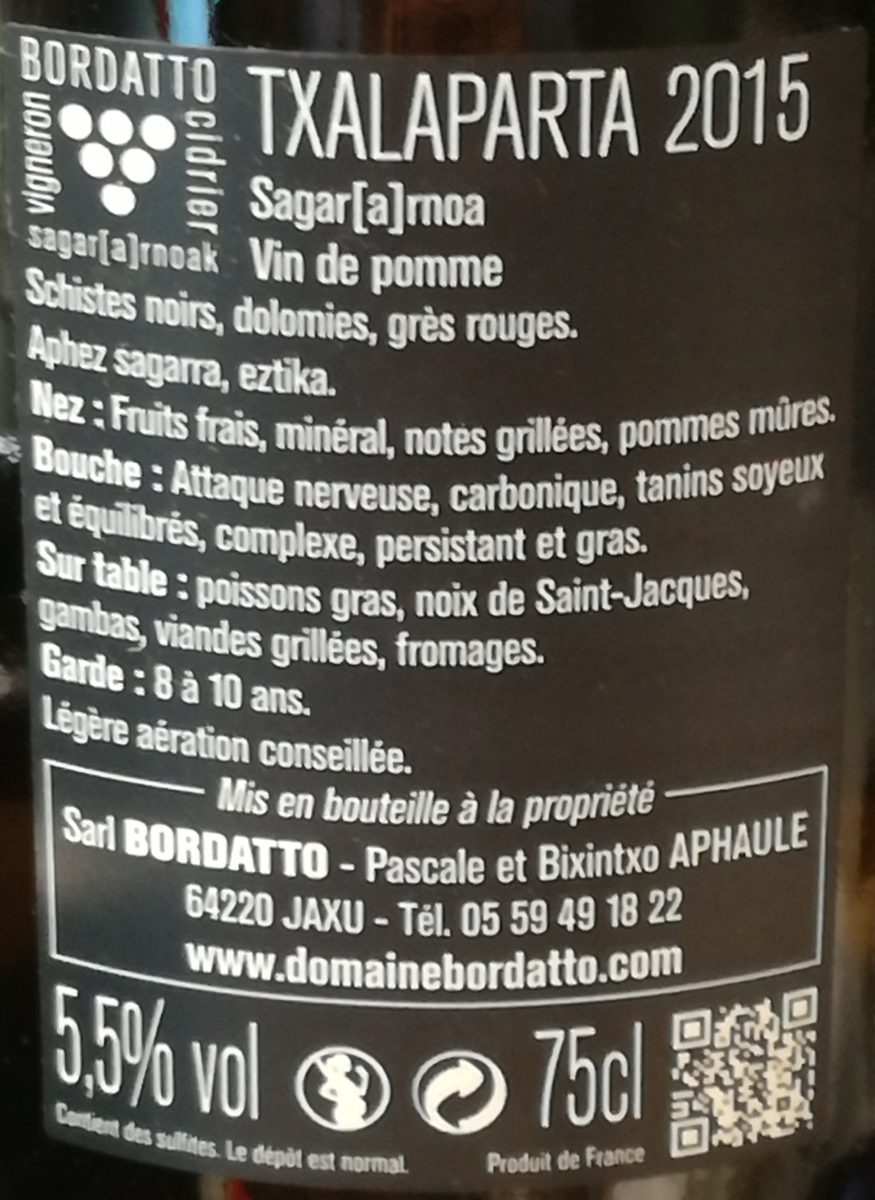 BORDATTO
vigneron
cidrier
sagar[a]rnoak
TXALAPARTA 2015
Sagar[a]rnoa
Vin de pomme
Schistes noirs, dolomies, grès rouges.
Aphez sagarra, eztika.
Nez : Fruits frais, minéral, notes grillées, pommes mûres.
Bouche : Attaque nerveuse, carbonique, tanins soyeux
et équilibrés, complexe, persistant et gras.
Sur table : poissons gras, noix de Saint-Jacques,
gambas, viandes grillées, fromages.
Garde : 8 à 10 ans.
Légère aération conseillée.
Mis en bouteille à la propriété
Sarl BORDATTO - Pascale et Bixintxo APHAULE
64220 JAXU - Tél. 05 59 49 18 22
www.domainebordatto.com
5,5% vol 75cl
Contient des sulfites. Le dépôt est normal. Produit de France